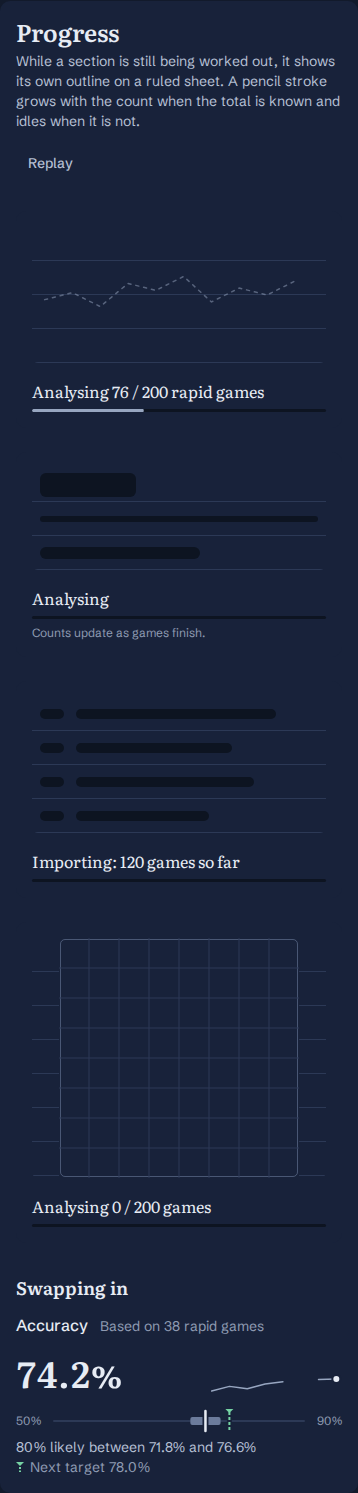 Progress
While a section is still being worked out, it shows
its own outline on a ruled sheet. A pencil stroke
grows with the count when the total is known and
idles when it is not.
Replay
Analysing 76 / 200 rapid games
Analysing
Counts update as games finish.
Importing: 120 games so far
Analysing 0 / 200 games
Swapping in
Accuracy Based on 38 rapid games
74.2%
50% 90%
80% likely between 71.8% and 76.6%
Next target 78.0%